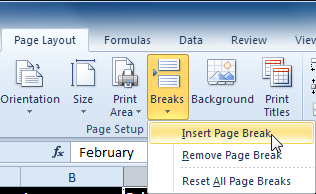 Page Layout Formulas Data Review
Orientation Size Print Area Breaks Background Print Titles
Page Setup
Insert Page Break
fx February
Remove Page Break
B
Reset All Page Breaks